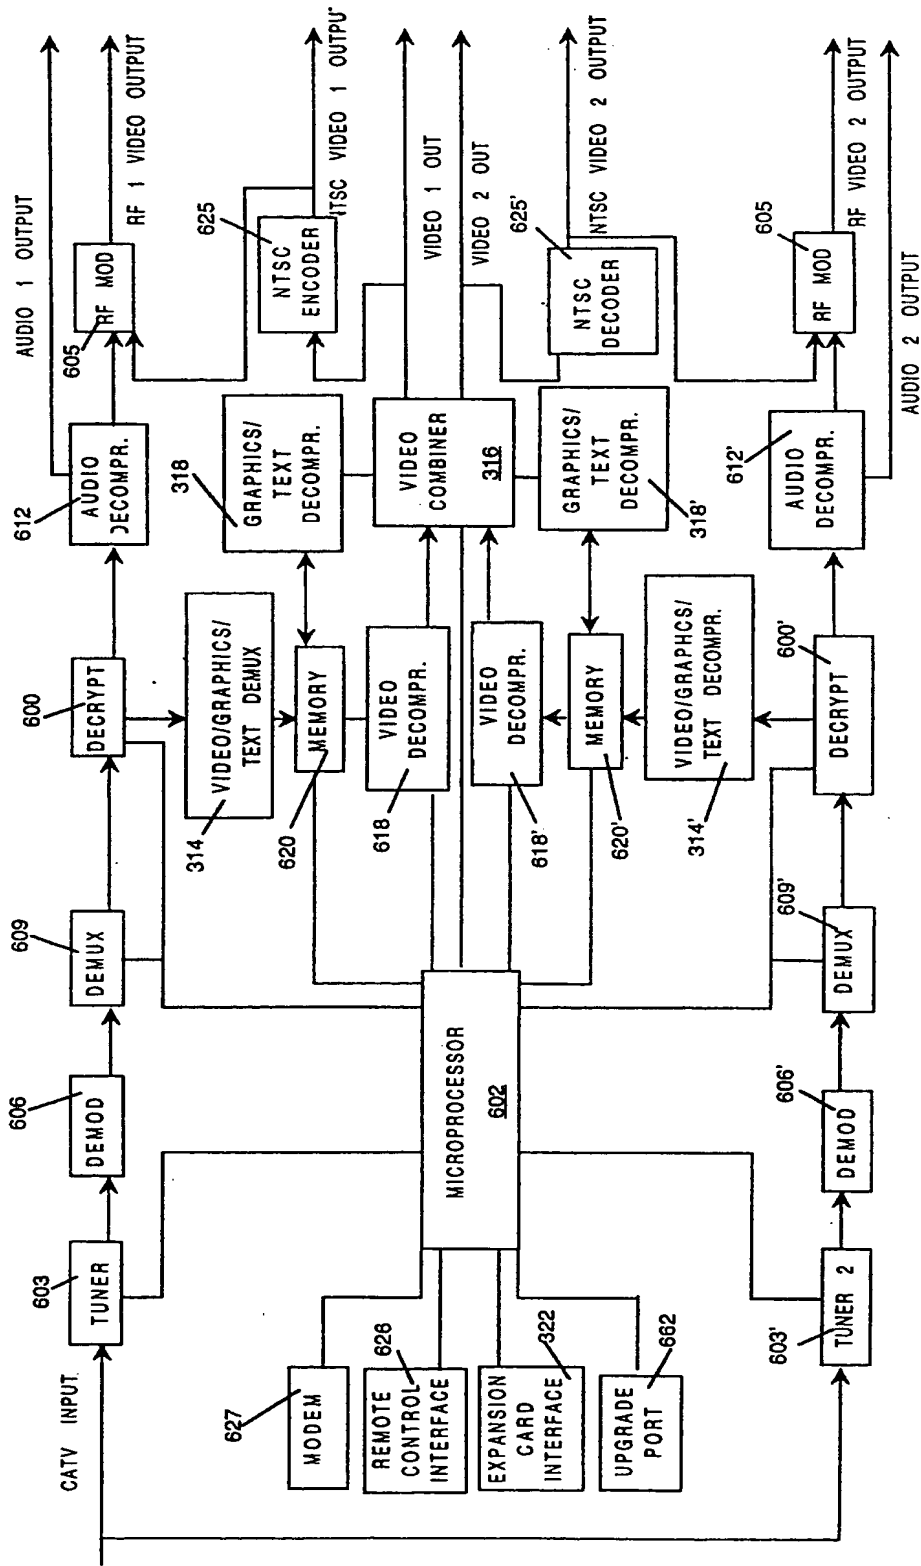 CATV INPUT
603
TUNER
606
DEMOD
609
DEMUX
600
DECRYPT
612
AUDIO
DECOMPR.
605
RF MOD
AUDIO 1 OUTPUT
RF 1 VIDEO OUTPUT
314
VIDEO/GRAPHICS/
TEXT DEMUX
318
GRAPHICS/
TEXT
DECOMPR.
625
NTSC
ENCODER
NTSC VIDEO 1 OUTPUT
627
MODEM
620
MEMORY
626
REMOTE
CONTROL
INTERFACE
618
VIDEO
DECOMPR.
VIDEO
COMBINER
316
VIDEO 1 OUT
VIDEO 2 OUT
MICROPROCESSOR
602
322
EXPANSION
CARD
INTERFACE
618'
VIDEO
DECOMPR.
662
UPGRADE
PORT
620'
MEMORY
GRAPHICS/
TEXT
DECOMPR.
318'
625'
NTSC
DECODER
NTSC VIDEO 2 OUTPUT
314'
VIDEO/GRAPHCS/
TEXT DECOMPR.
603'
TUNER 2
606'
DEMOD
609'
DEMUX
600'
DECRYPT
612'
AUDIO
DECOMPR.
605
RF MOD
RF VIDEO 2 OUTPUT
AUDIO 2 OUTPUT